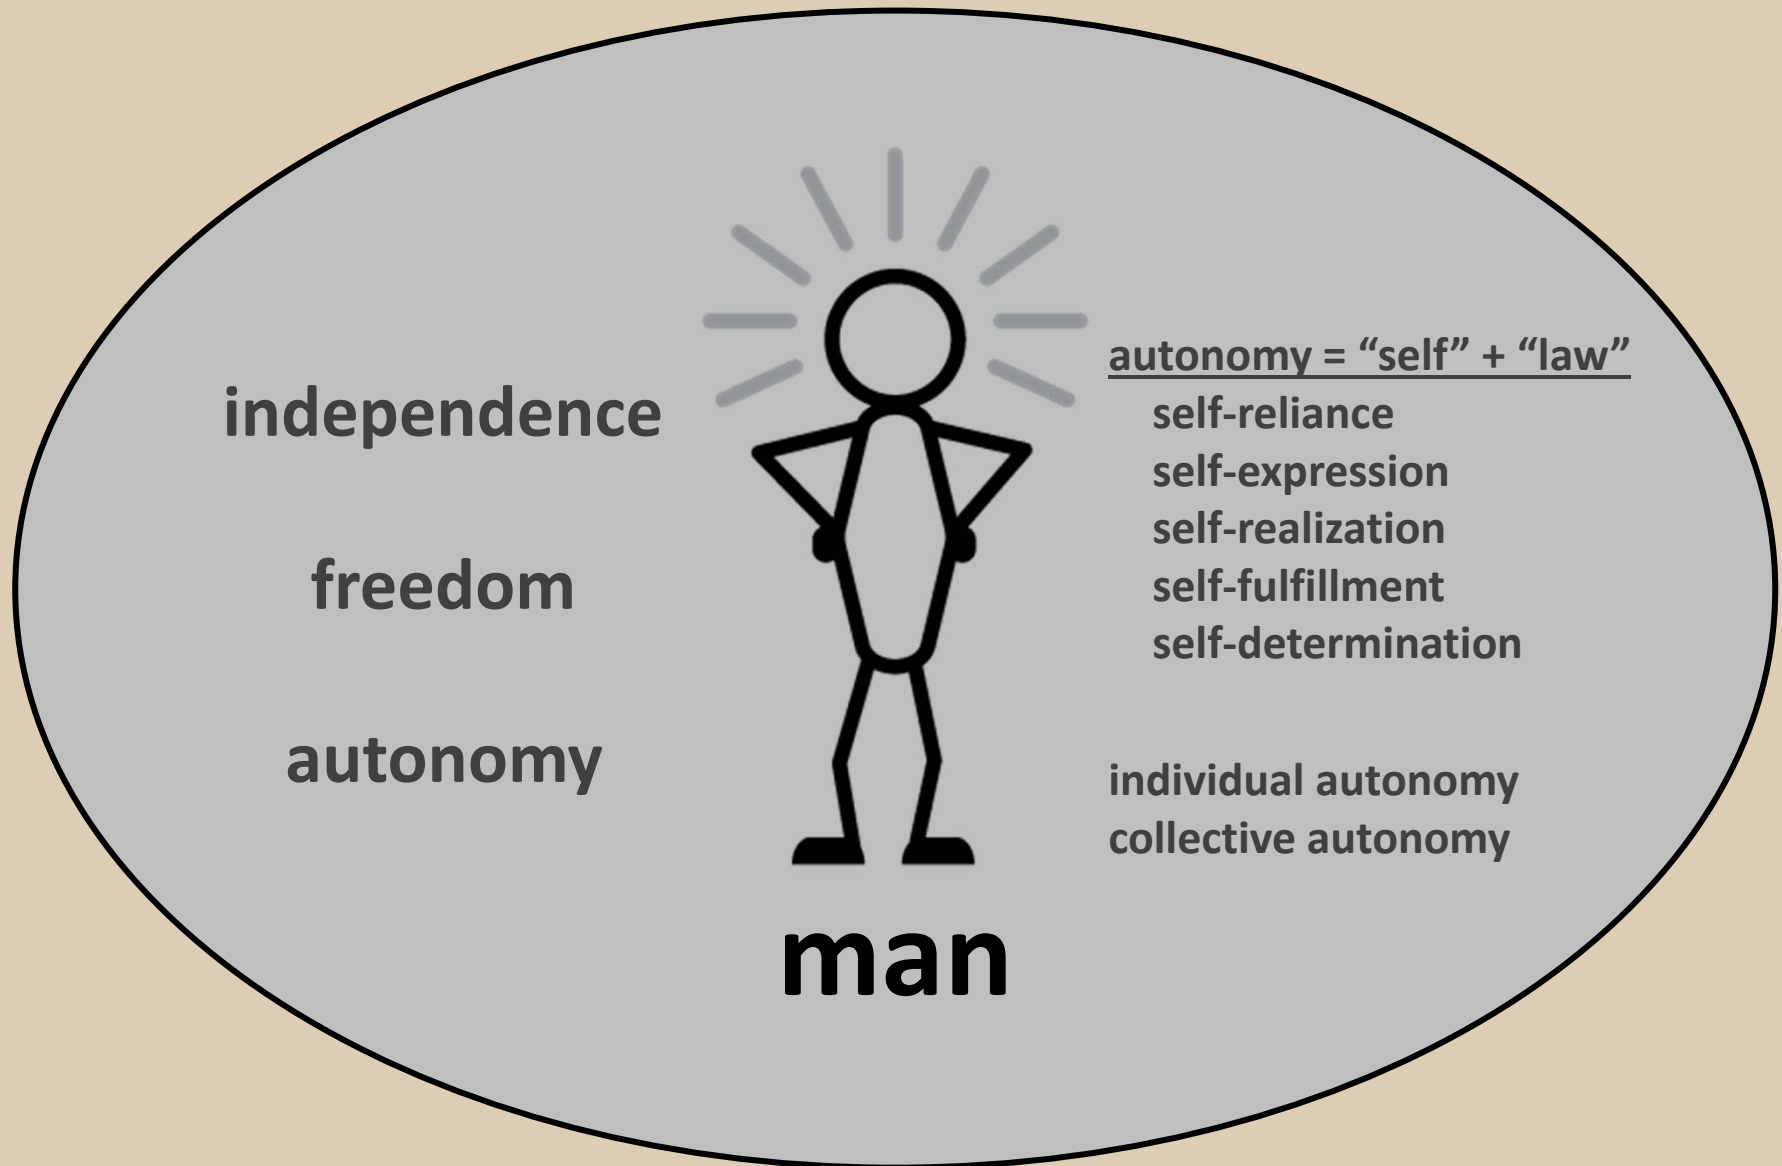 independence
freedom
autonomy
autonomy = “self” + “law”
self-reliance
self-expression
self-realization
self-fulfillment
self-determination
individual autonomy
collective autonomy
man